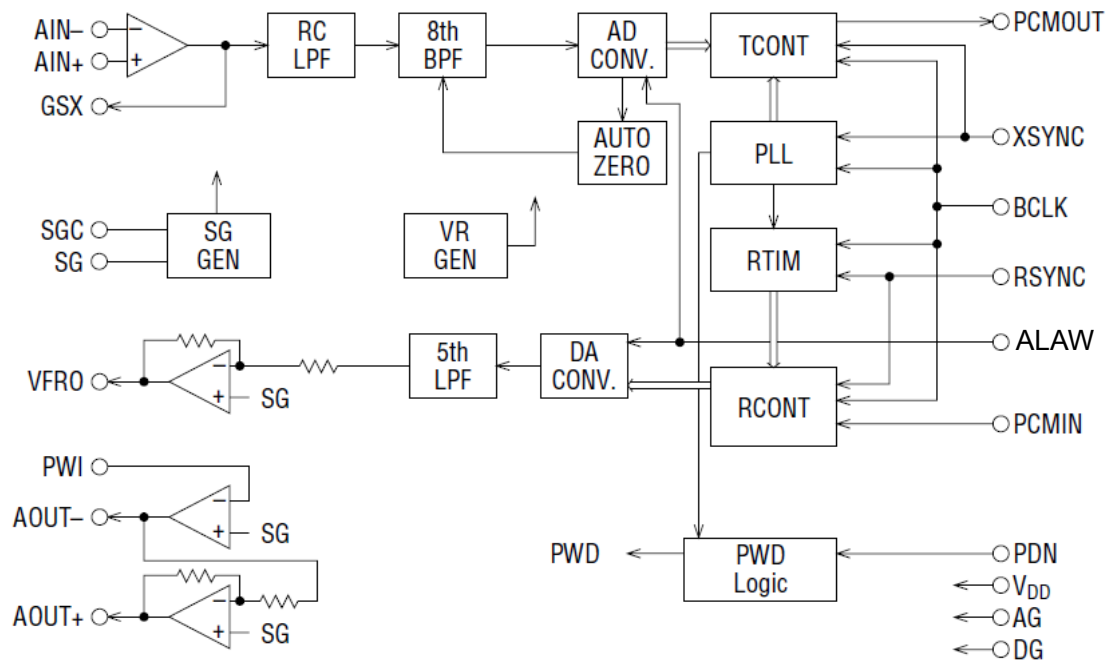 AIN–
–
RC
LPF
8th
BPF
AD
CONV.
TCONT
PCMOUT
AIN+
+
GSX
AUTO
ZERO
PLL
XSYNC
SGC
SG
SG
GEN
VR
GEN
RTIM
BCLK
RSYNC
VFRO
–
+
SG
5th
LPF
DA
CONV.
RCONT
ALAW
PCMIN
PWI
AOUT–
–
+
SG
PWD
PWD
Logic
PDN
VDD
AOUT+
–
+
SG
AG
DG